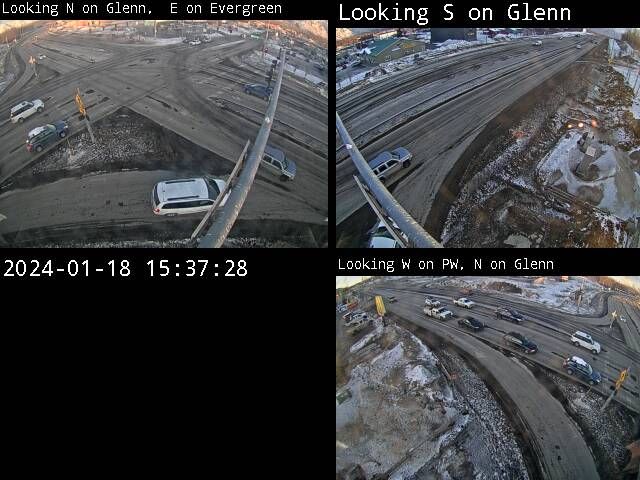 Looking N on Glenn,  E on Evergreen
Looking S on Glenn
2024-01-18 15:37:28
Looking W on PW, N on Glenn